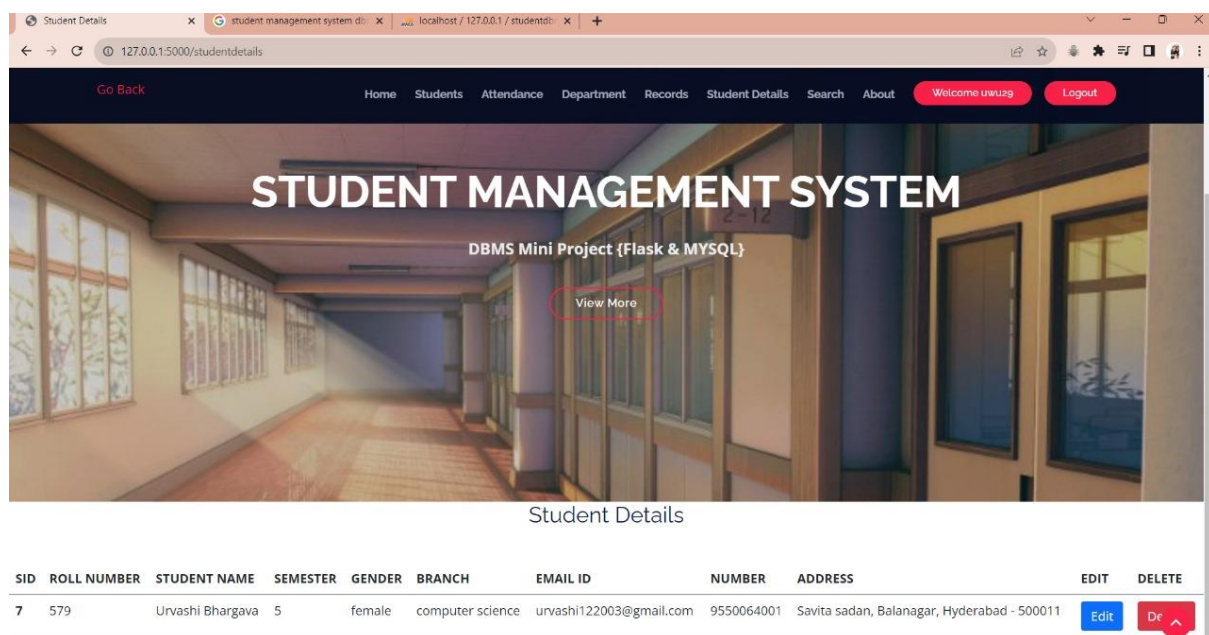 Student Details
student management system db
localhost / 127.0.0.1 / studentdb
127.0.0.1:5000/studentdetails
Go Back Home Students Attendance Department Records Student Details Search About Welcome uwu29 Logout
STUDENT MANAGEMENT SYSTEM
2-12
DBMS Mini Project {Flask & MYSQL}
View More
Student Details
SID ROLL NUMBER STUDENT NAME SEMESTER GENDER BRANCH EMAIL ID NUMBER ADDRESS EDIT DELETE
7 579 Urvashi Bhargava 5 female computer science urvashi122003@gmail.com 9550064001 Savita sadan, Balanagar, Hyderabad - 500011 Edit De